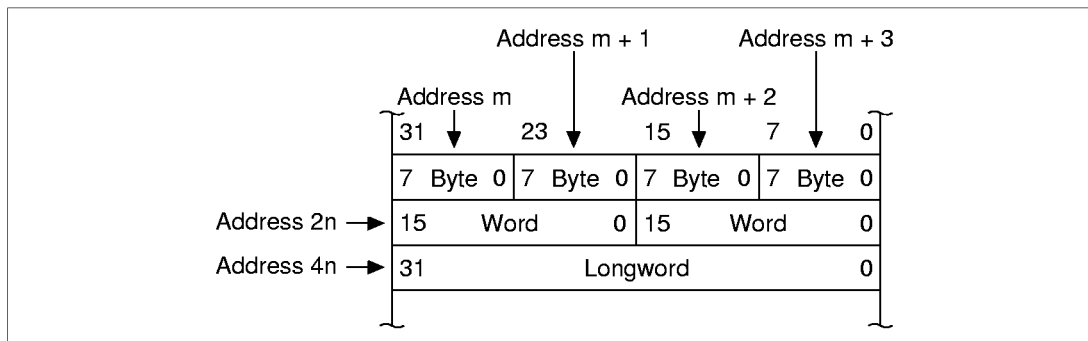 Address m + 1 Address m + 3
Address m Address m + 2
31 23 15 7 0
7 Byte 0 7 Byte 0 7 Byte 0 7 Byte 0
Address 2n 15 Word 0 15 Word 0
Address 4n 31 Longword 0